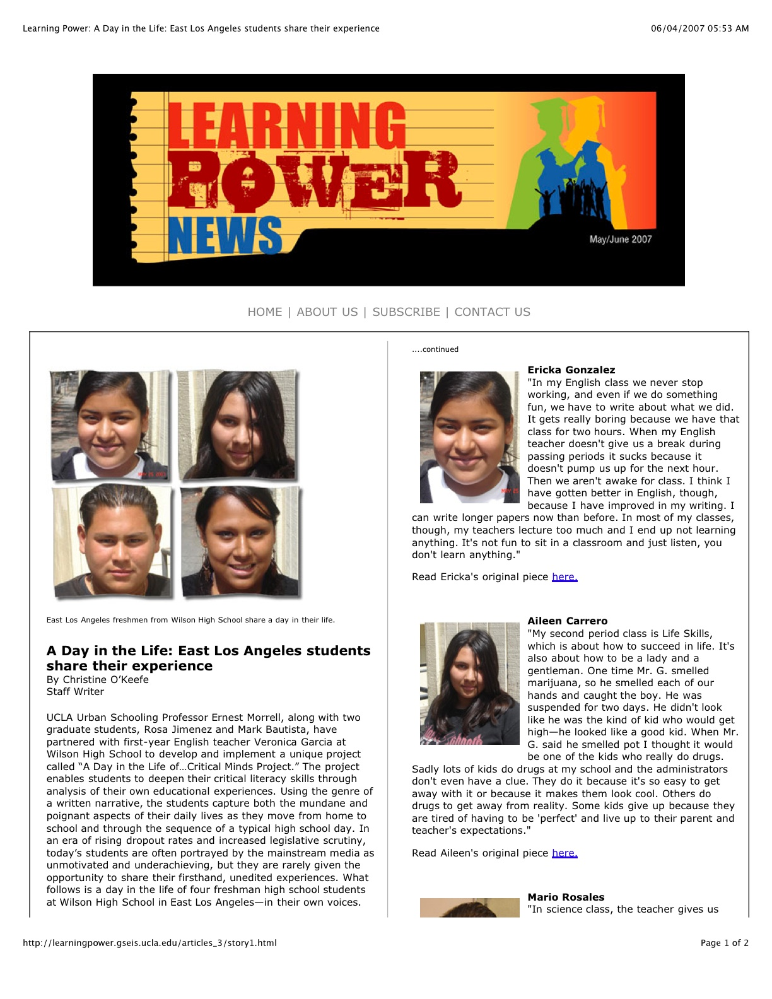 Learning Power: A Day in the Life: East Los Angeles students share their experience
06/04/2007 05:53 AM
LEARNING
POWER
NEWS
May/June 2007
HOME | ABOUT US | SUBSCRIBE | CONTACT US
MAY 25 2007
East Los Angeles freshmen from Wilson High School share a day in their life.
A Day in the Life: East Los Angeles students
share their experience
By Christine O’Keefe
Staff Writer
UCLA Urban Schooling Professor Ernest Morrell, along with two
graduate students, Rosa Jimenez and Mark Bautista, have
partnered with first-year English teacher Veronica Garcia at
Wilson High School to develop and implement a unique project
called “A Day in the Life of…Critical Minds Project.” The project
enables students to deepen their critical literacy skills through
analysis of their own educational experiences. Using the genre of
a written narrative, the students capture both the mundane and
poignant aspects of their daily lives as they move from home to
school and through the sequence of a typical high school day. In
an era of rising dropout rates and increased legislative scrutiny,
today’s students are often portrayed by the mainstream media as
unmotivated and underachieving, but they are rarely given the
opportunity to share their firsthand, unedited experiences. What
follows is a day in the life of four freshman high school students
at Wilson High School in East Los Angeles—in their own voices.
....continued
MAY 25
Ericka Gonzalez
"In my English class we never stop
working, and even if we do something
fun, we have to write about what we did.
It gets really boring because we have that
class for two hours. When my English
teacher doesn't give us a break during
passing periods it sucks because it
doesn't pump us up for the next hour.
Then we aren't awake for class. I think I
have gotten better in English, though,
because I have improved in my writing. I
can write longer papers now than before. In most of my classes,
though, my teachers lecture too much and I end up not learning
anything. It's not fun to sit in a classroom and just listen, you
don't learn anything."
Read Ericka's original piece here.
Aileen Carrero
"My second period class is Life Skills,
which is about how to succeed in life. It's
also about how to be a lady and a
gentleman. One time Mr. G. smelled
marijuana, so he smelled each of our
hands and caught the boy. He was
suspended for two days. He didn't look
like he was the kind of kid who would get
high—he looked like a good kid. When Mr.
G. said he smelled pot I thought it would
be one of the kids who really do drugs.
Sadly lots of kids do drugs at my school and the administrators
don't even have a clue. They do it because it's so easy to get
away with it or because it makes them look cool. Others do
drugs to get away from reality. Some kids give up because they
are tired of having to be 'perfect' and live up to their parent and
teacher's expectations."
Read Aileen's original piece here.
Mario Rosales
"In science class, the teacher gives us
http://learningpower.gseis.ucla.edu/articles_3/story1.html
Page 1 of 2